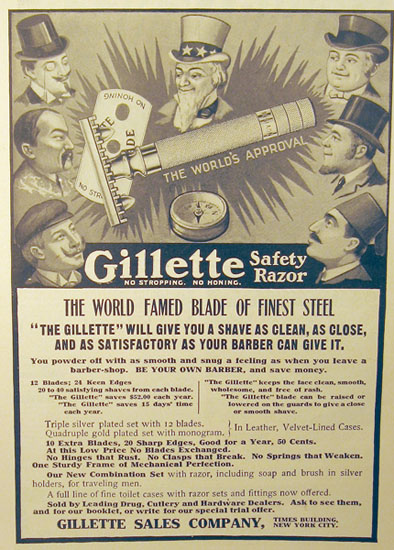 NO HONING
NO STR
THE WORLD'S APPROVAL
Gillette Safety Razor
NO STROPPING. NO HONING.
THE WORLD FAMED BLADE OF FINEST STEEL
"THE GILLETTE" WILL GIVE YOU A SHAVE AS CLEAN, AS CLOSE,
AND AS SATISFACTORY AS YOUR BARBER CAN GIVE IT.
You powder off with as smooth and snug a feeling as when you leave a
barber-shop. BE YOUR OWN BARBER, and save money.
12 Blades; 24 Keen Edges
20 to 40 satisfying shaves from each blade.
"The Gillette" saves $52.00 each year.
"The Gillette" saves 15 days' time
each year.
"The Gillette" keeps the face clean, smooth,
wholesome, and free of rash.
"The Gillette" blade can be raised or
lowered on the guards to give a close
or smooth shave.
Triple silver plated set with 12 blades.
Quadruple gold plated set with monogram,
In Leather, Velvet-Lined Cases.
10 Extra Blades, 20 Sharp Edges, Good for a Year, 50 Cents.
At this Low Price No Blades Exchanged.
No Hinges that Rust. No Clasps that Break. No Springs that Weaken.
One Sturdy Frame of Mechanical Perfection.
Our New Combination Set with razor, including soap and brush in silver
holders, for traveling men.
A full line of fine toilet cases with razor sets and fittings now offered.
Sold by Leading Drug, Cutlery and Hardware Dealers. Ask to see them,
and for our booklet, or write for our special trial offer.
GILLETTE SALES COMPANY, TIMES BUILDING,
NEW YORK CITY.